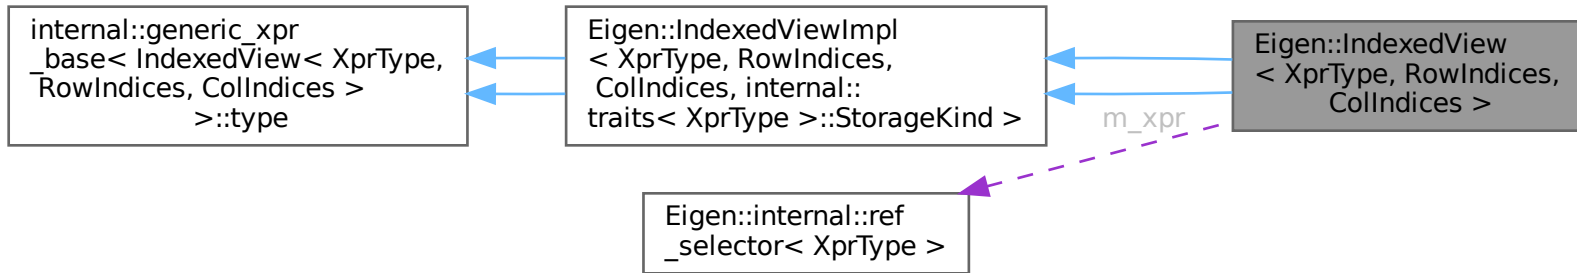 internal::generic_xpr
_base< IndexedView< XprType,
RowIndices, ColIndices >
>::type
Eigen::IndexedViewImpl
< XprType, RowIndices,
ColIndices, internal::
traits< XprType >::StorageKind >
Eigen::IndexedView
< XprType, RowIndices,
ColIndices >
m_xpr
Eigen::internal::ref
_selector< XprType >